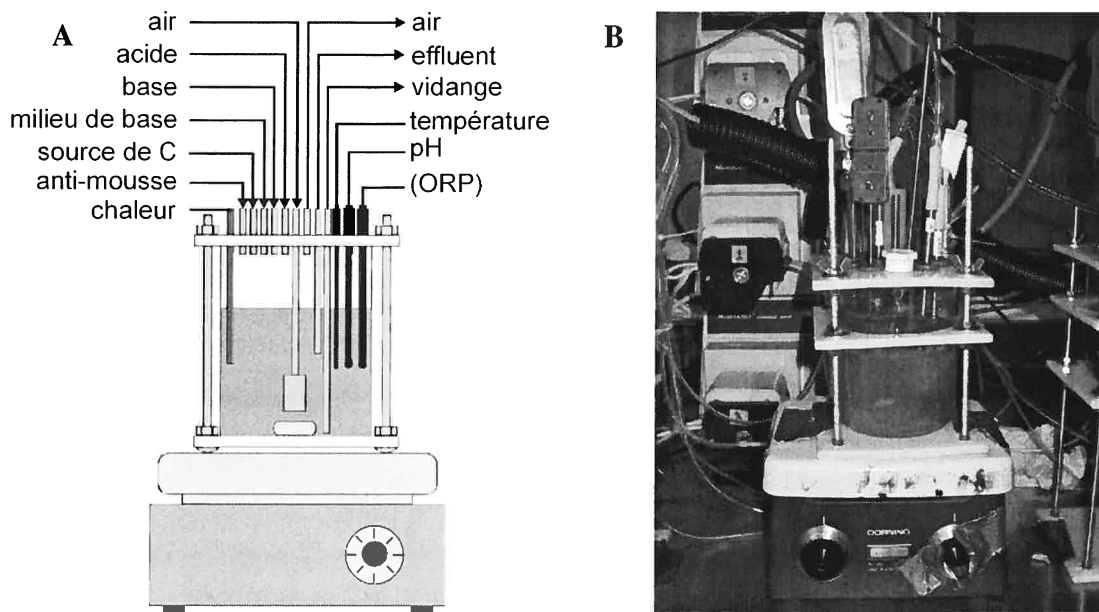 A
air
acide
base
milieu de base
source de C
anti-mousse
chaleur
air
effluent
vidange
température
pH
(ORP)
B
CORNING